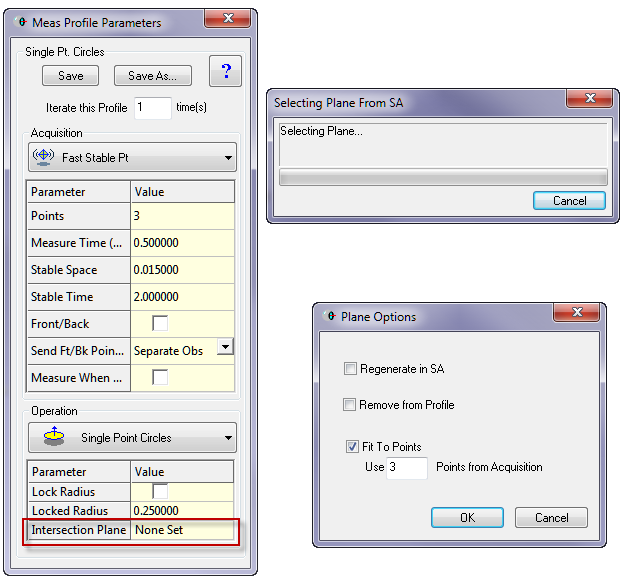 Meas Profile Parameters
Single Pt. Circles
Save Save As... ?
Iterate this Profile 1 time(s)
Acquisition
Fast Stable Pt
Parameter Value
Points 3
Measure Time (... 0.500000
Stable Space 0.015000
Stable Time 2.000000
Front/Back
Send Ft/Bk Poin... Separate Obs
Measure When ...
Operation
Single Point Circles
Parameter Value
Lock Radius
Locked Radius 0.250000
Intersection Plane None Set
Selecting Plane From SA
Selecting Plane...
Cancel
Plane Options
Regenerate in SA
Remove from Profile
Fit To Points
Use 3 Points from Acquisition
OK Cancel